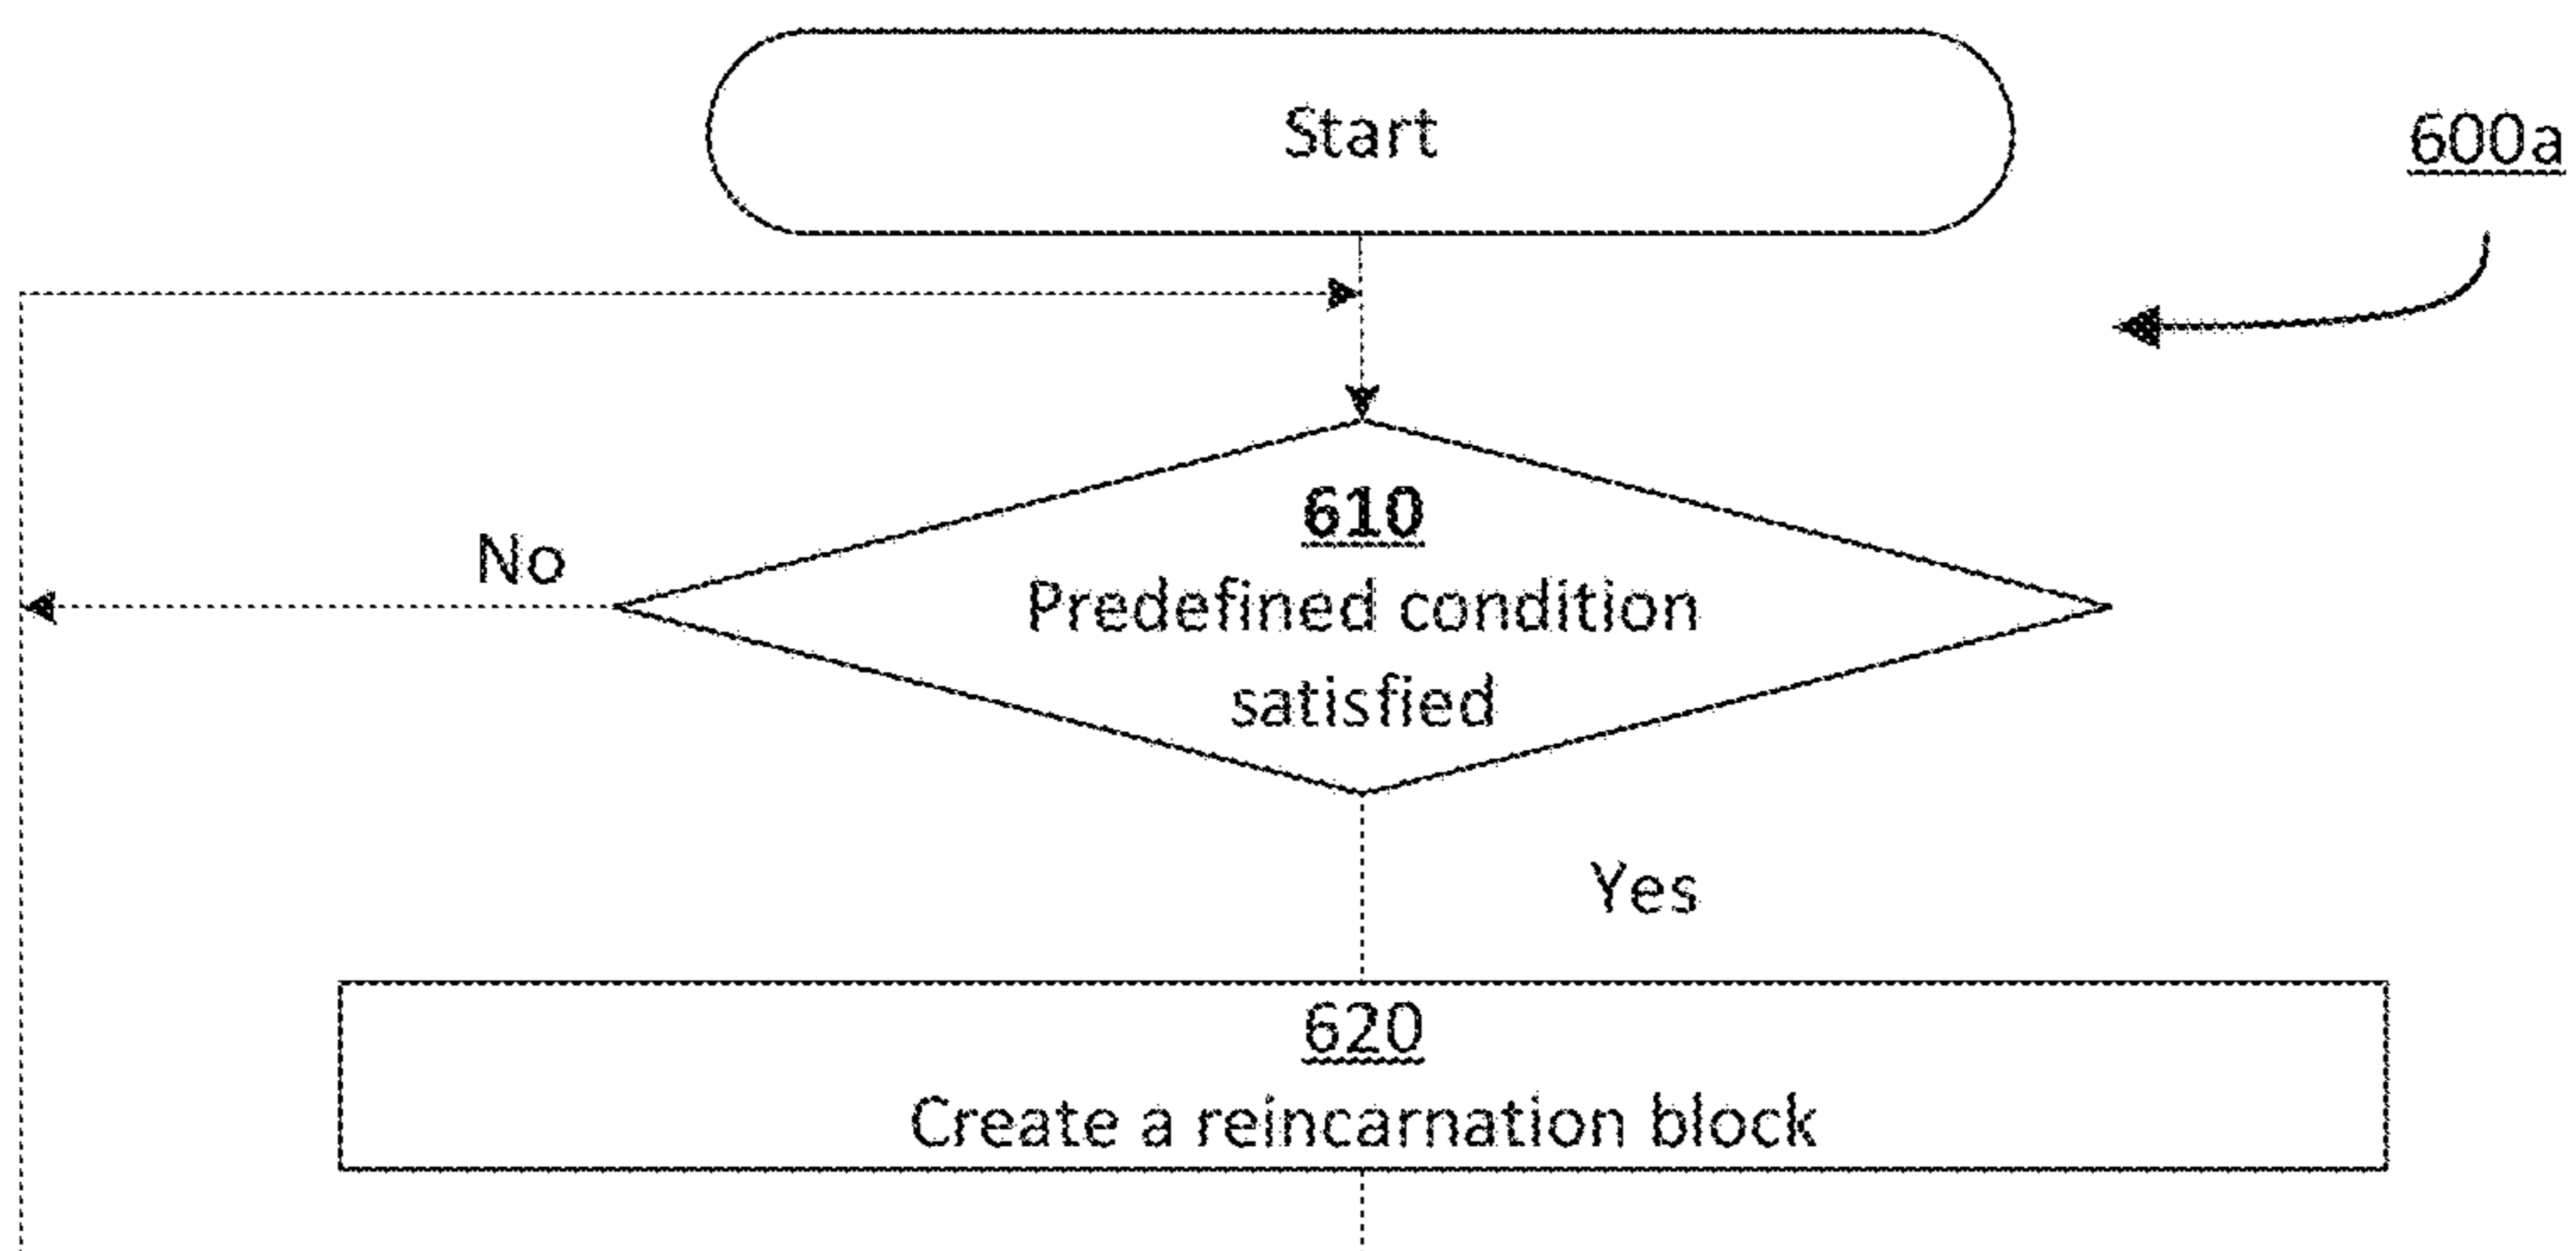 Start
600a
610
Predefined condition
satisfied
No
Yes
620
Create a reincarnation block